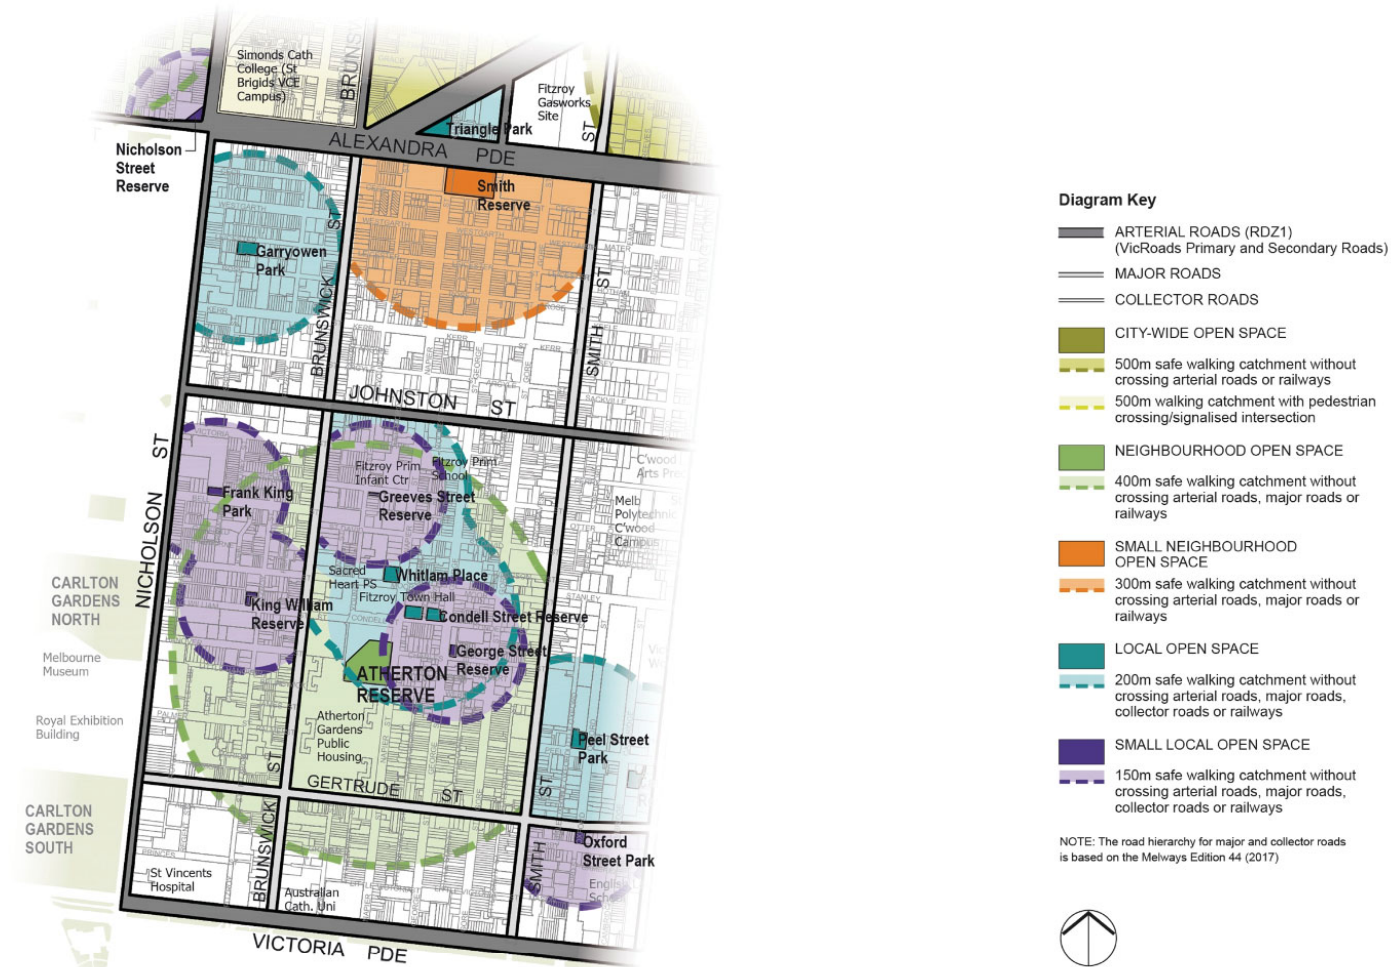 Simonds Cath
College (St
Brigids VCE
Campus)
BRUNSW
Fitzroy
Gasworks
Site
ST
Triangle Park
ALEXANDRA PDE
Nicholson
Street
Reserve
Smith
Reserve
WESTGARTH
ST
Garryowen
Park
BRUNSWICK
ST
SMITH
KERR
KERR
JOHNSTON ST
NICHOLSON ST
VICTORIA
Fitzroy Prim
Infant Ctr
Fitzroy Prim
School
C'wood
Arts Prec
Frank King
Park
Greeves Street
Reserve
Melb
Polytechnic
C'wood
Campus
OTTER
Sacred
Heart PS
Whitlam Place
Fitzroy Town Hall
STANLEY
CARLTON
GARDENS
NORTH
King William
Reserve
CONDELL
Condell Street Reserve
George Street
Reserve
ATHERTON
RESERVE
Melbourne
Museum
Royal Exhibition
Building
PALMER
Atherton
Gardens
Public
Housing
Peel Street
Park
ST
GERTRUDE ST
ST
CARLTON
GARDENS
SOUTH
BRUNSWICK
SMITH
Oxford
Street Park
St Vincents
Hospital
Australian
Cath. Uni
VICTORIA PDE
Diagram Key
ARTERIAL ROADS (RDZ1)
(VicRoads Primary and Secondary Roads)
MAJOR ROADS
COLLECTOR ROADS
CITY-WIDE OPEN SPACE
500m safe walking catchment without
crossing arterial roads or railways
500m walking catchment with pedestrian
crossing/signalised intersection
NEIGHBOURHOOD OPEN SPACE
400m safe walking catchment without
crossing arterial roads, major roads or
railways
SMALL NEIGHBOURHOOD
OPEN SPACE
300m safe walking catchment without
crossing arterial roads, major roads or
railways
LOCAL OPEN SPACE
200m safe walking catchment without
crossing arterial roads, major roads,
collector roads or railways
SMALL LOCAL OPEN SPACE
150m safe walking catchment without
crossing arterial roads, major roads,
collector roads or railways
NOTE: The road hierarchy for major and collector roads
is based on the Melways Edition 44 (2017)